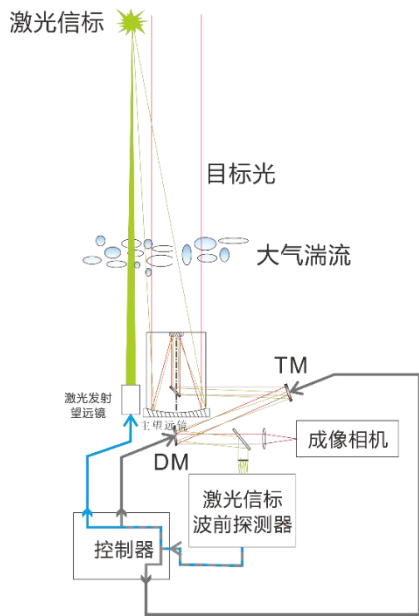 激光信标
目标光
大气湍流
TM
激光发射
望远镜
主望远镜
DM
成像相机
激光信标
波前探测器
控制器